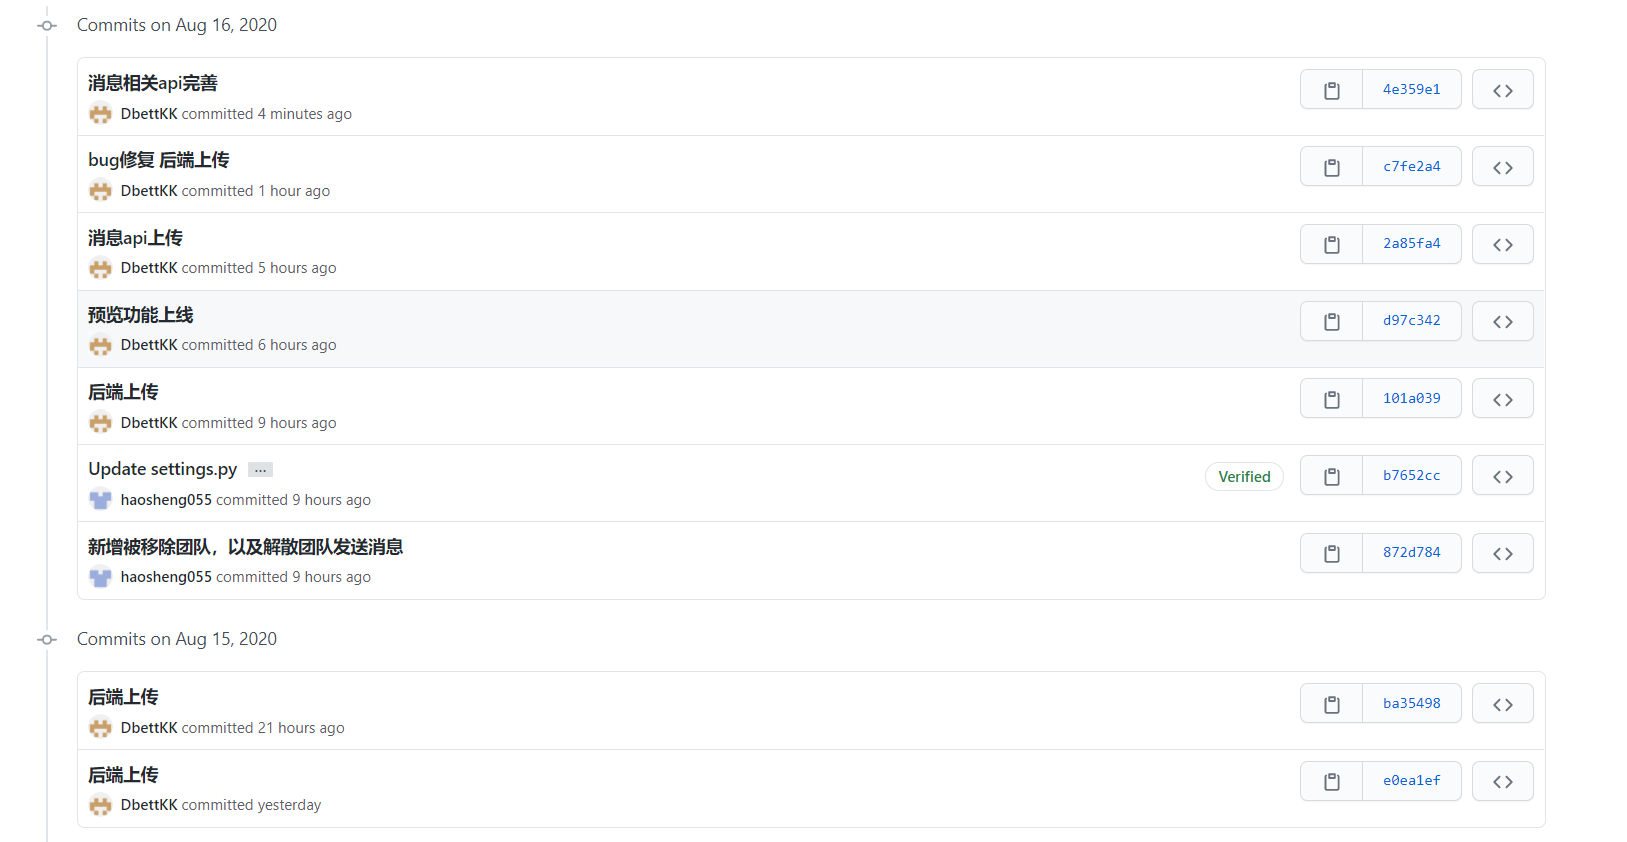 Commits on Aug 16, 2020
消息相关api完善
DbettKK committed 4 minutes ago
4e359e1
bug修复 后端上传
DbettKK committed 1 hour ago
c7fe2a4
消息api上传
DbettKK committed 5 hours ago
2a85fa4
预览功能上线
DbettKK committed 6 hours ago
d97c342
后端上传
DbettKK committed 9 hours ago
101a039
Update settings.py ...
haosheng055 committed 9 hours ago
Verified
b7652cc
新增被移除团队，以及解散团队发送消息
haosheng055 committed 9 hours ago
872d784
Commits on Aug 15, 2020
后端上传
DbettKK committed 21 hours ago
ba35498
后端上传
DbettKK committed yesterday
e0ea1ef